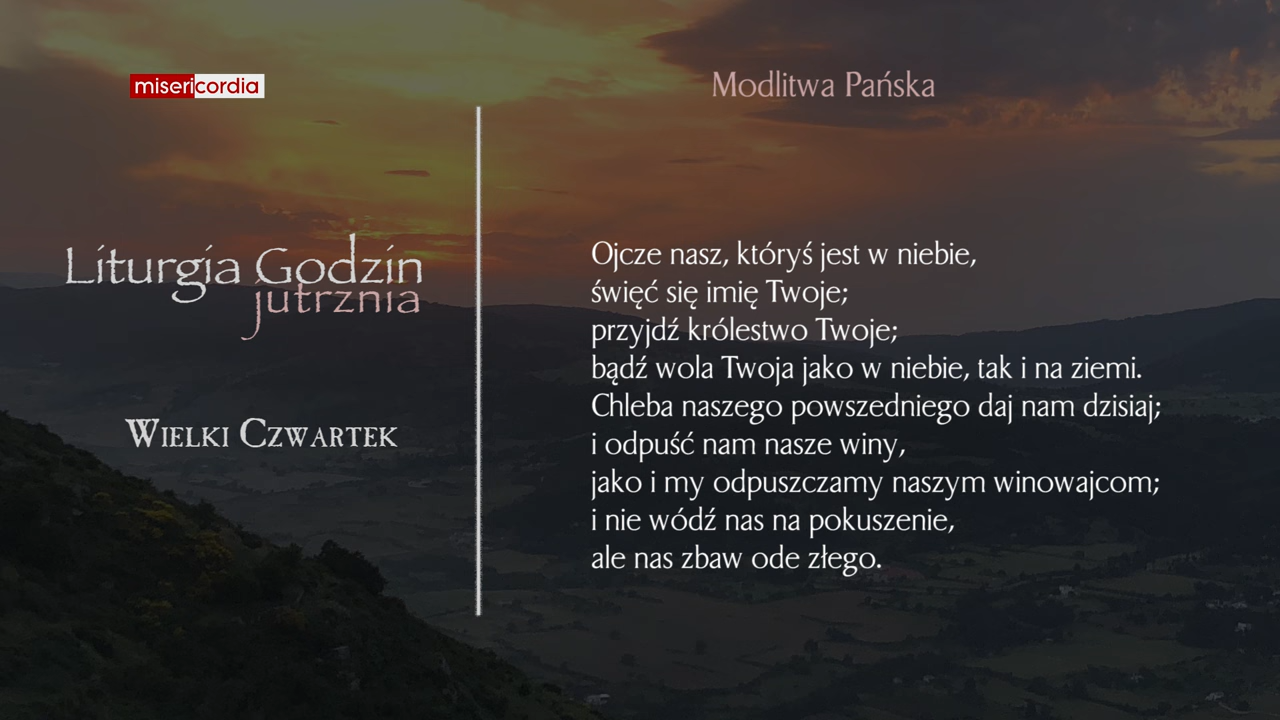 misericordia
Liturgia Godzin
jutrznia
Wielki Czwartek
Modlitwa Pańska
Ojcze nasz, któryś jest w niebie,
święć się imię Twoje;
przyjdź królestwo Twoje;
bądź wola Twoja jako w niebie, tak i na ziemi.
Chleba naszego powszedniego daj nam dzisiaj;
i odpuść nam nasze winy,
jako i my odpuszczamy naszym winowajcom;
i nie wódź nas na pokuszenie,
ale nas zbaw ode złego.